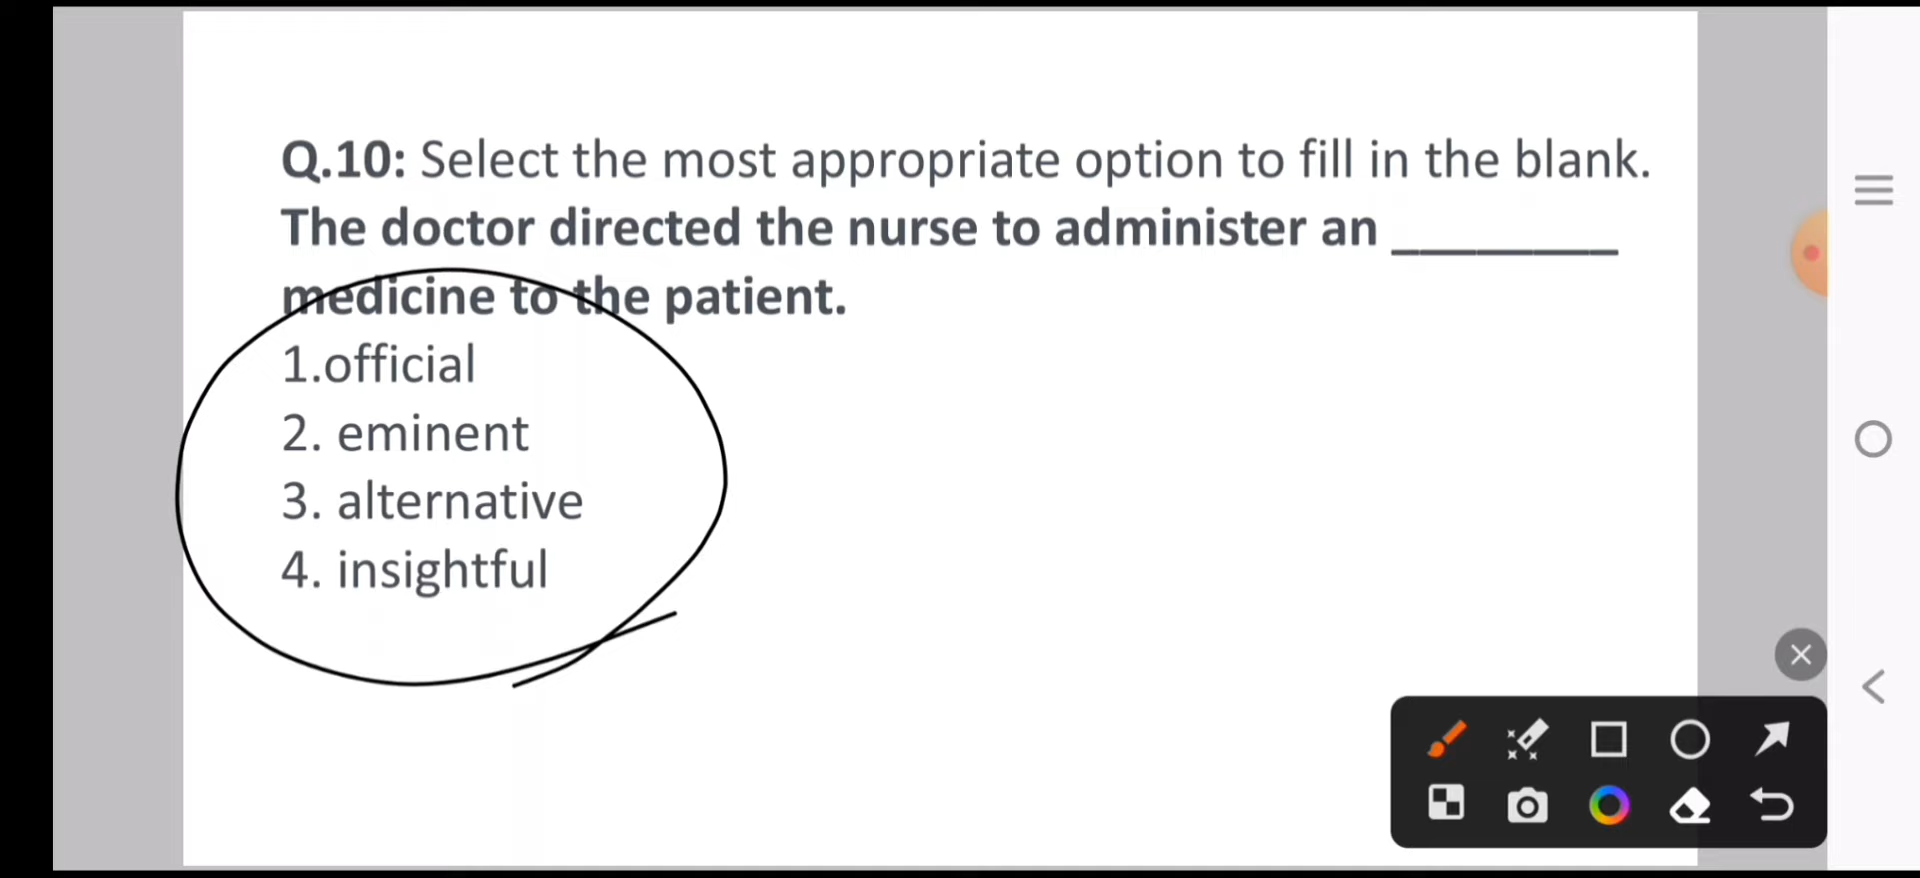 Q.10: Select the most appropriate option to fill in the blank.
The doctor directed the nurse to administer an ________
medicine to the patient.
1.official
2. eminent
3. alternative
4. insightful